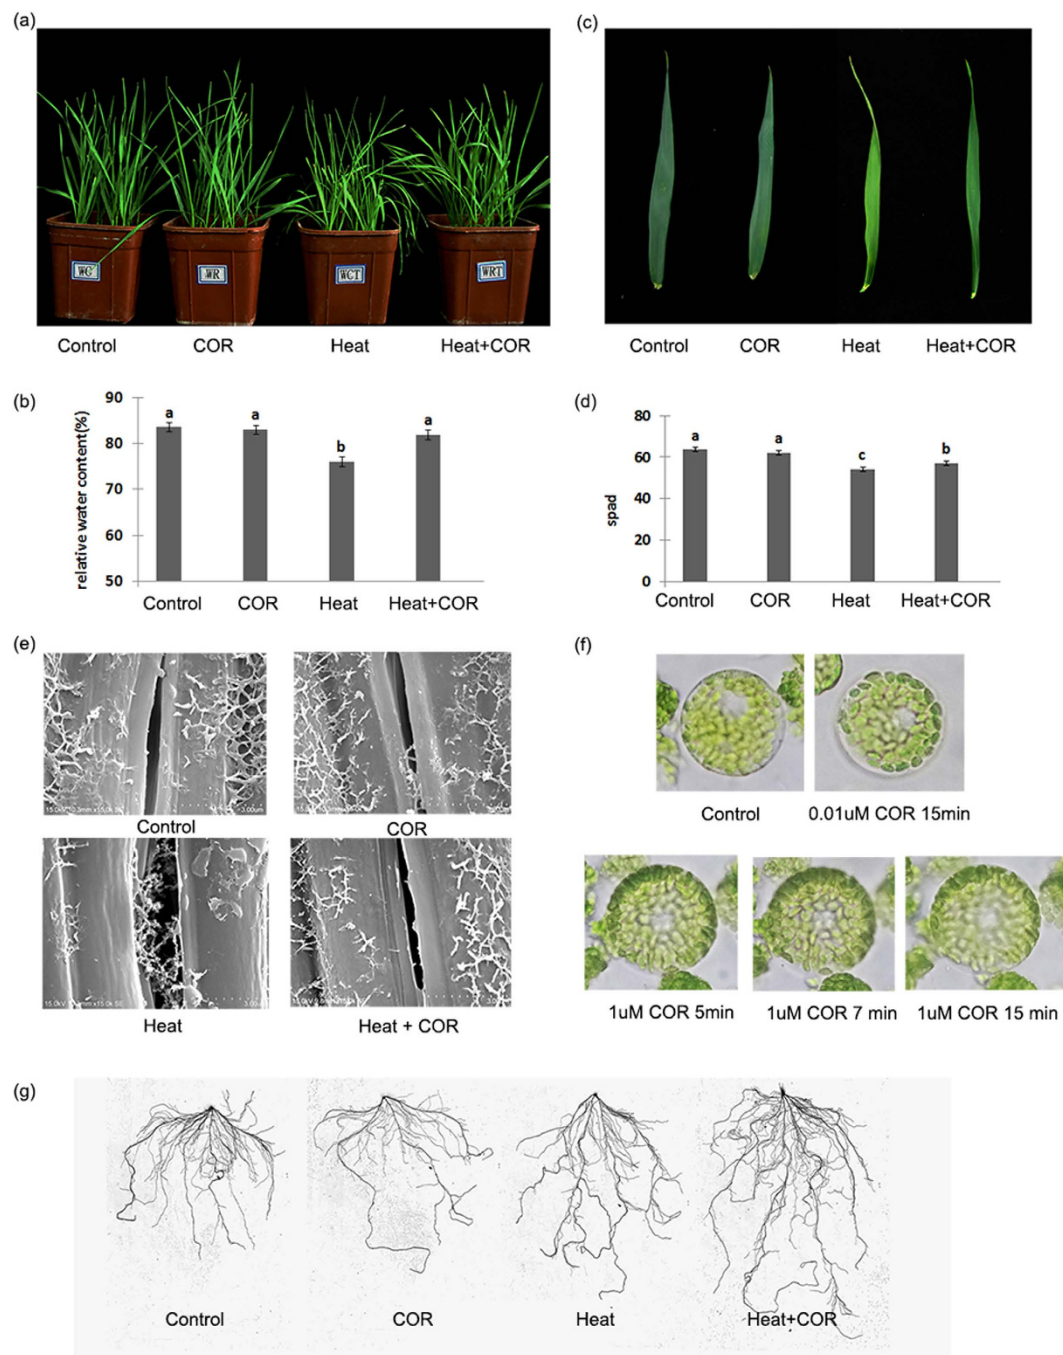 (a)
WC
WR
WCT
WRT
Control COR Heat Heat+COR
(c)
Control COR Heat Heat+COR
(b)
relative water content(%)
90
80
70
60
50
a a b a
Control COR Heat Heat+COR
(d)
spad
80
60
40
20
0
a a c b
Control COR Heat Heat+COR
(e)
Control
COR
Heat
Heat + COR
(f)
Control
0.01uM COR 15min
1uM COR 5min
1uM COR 7 min
1uM COR 15 min
(g)
Control COR Heat Heat+COR